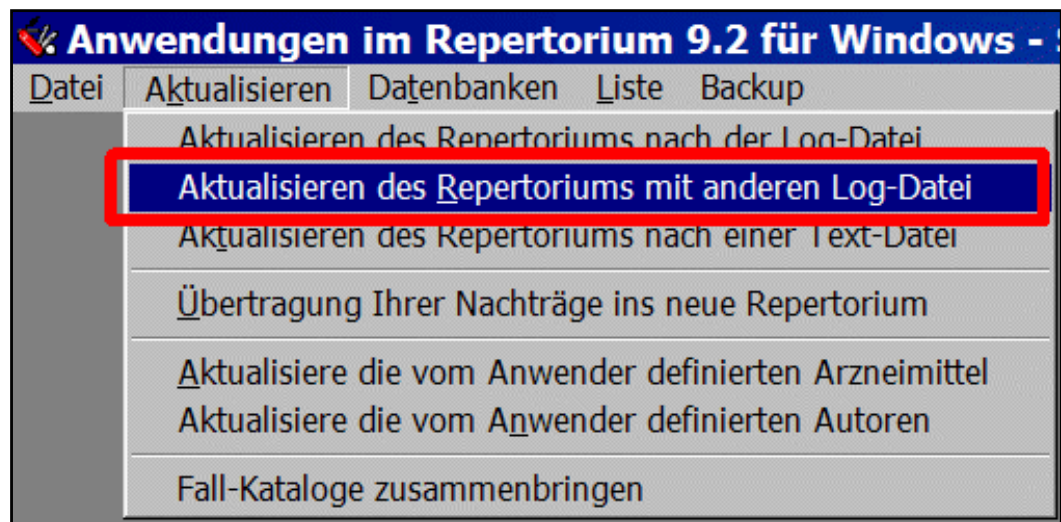 Anwendungen im Repertorium 9.2 für Windows -
Datei Aktualisieren Datenbanken Liste Backup
Aktualisieren des Repertoriums nach der Log-Datei
Aktualisieren des Repertoriums mit anderen Log-Datei
Aktualisieren des Repertoriums nach einer Text-Datei
Übertragung Ihrer Nachträge ins neue Repertorium
Aktualisiere die vom Anwender definierten Arzneimittel
Aktualisiere die vom Anwender definierten Autoren
Fall-Kataloge zusammenbringen